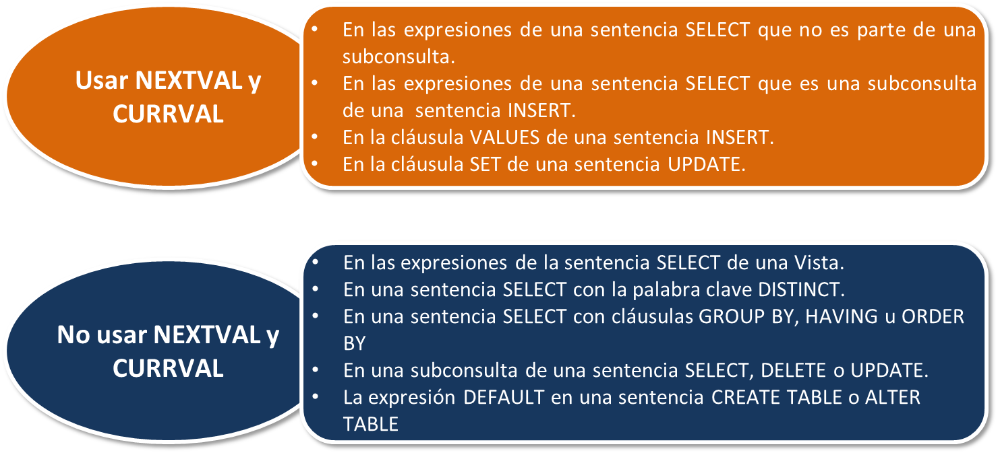 Usar NEXTVAL y
CURRVAL
• En las expresiones de una sentencia SELECT que no es parte de una
subconsulta.
• En las expresiones de una sentencia SELECT que es una subconsulta
de una sentencia INSERT.
• En la cláusula VALUES de una sentencia INSERT.
• En la cláusula SET de una sentencia UPDATE.
No usar NEXTVAL y
CURRVAL
• En las expresiones de la sentencia SELECT de una Vista.
• En una sentencia SELECT con la palabra clave DISTINCT.
• En una sentencia SELECT con cláusulas GROUP BY, HAVING u ORDER
BY
• En una subconsulta de una sentencia SELECT, DELETE o UPDATE.
• La expresión DEFAULT en una sentencia CREATE TABLE o ALTER
TABLE